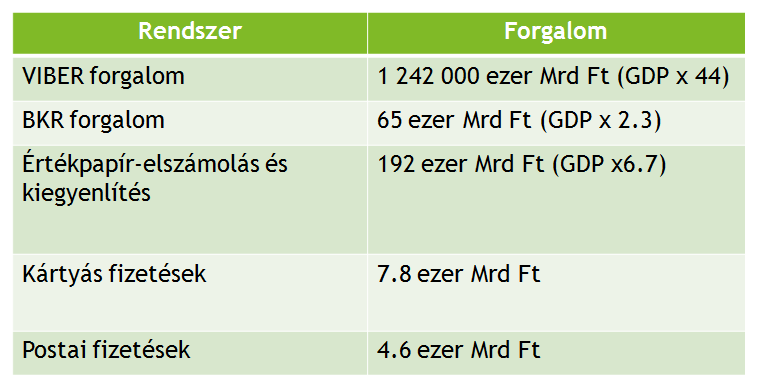 Rendszer Forgalom
VIBER forgalom 1 242 000 ezer Mrd Ft (GDP x 44)
BKR forgalom 65 ezer Mrd Ft (GDP x 2.3)
Értékpapír-elszámolás és 192 ezer Mrd Ft (GDP x6.7)
kiegyenlítés
Kártyás fizetések 7.8 ezer Mrd Ft
Postai fizetések 4.6 ezer Mrd Ft